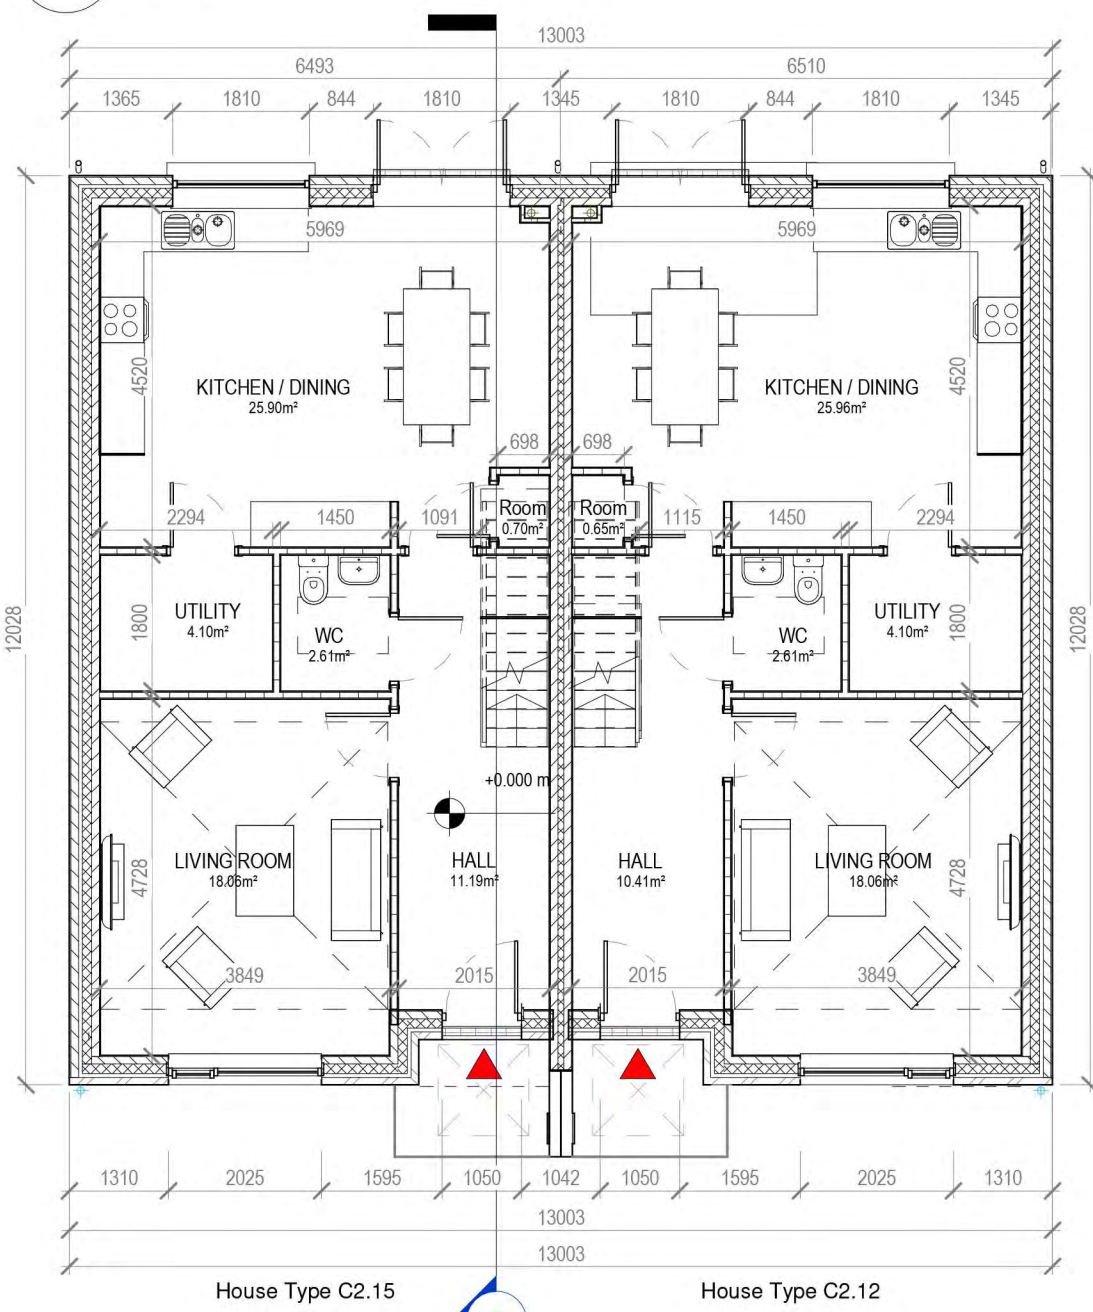 13003
6493 6510
1365 1810 844 1810 1345 1810 844 1810 1345
5969 5969
4520 4520
KITCHEN / DINING KITCHEN / DINING
25.90m² 25.96m²
698 698
Room Room
0.70m² 0.65m²
2294 1450 1091 1115 1450 2294
12028 12028
1800 1800
UTILITY UTILITY
4.10m² 4.10m²
WC WC
2.61m² 2.61m²
+0.000 m
LIVING ROOM HALL HALL LIVING ROOM
18.06m² 11.19m² 10.41m² 18.06m²
4728 4728
3849 2015 2015 3849
1310 2025 1595 1050 1042 1050 1595 2025 1310
13003
13003
House Type C2.15 House Type C2.12